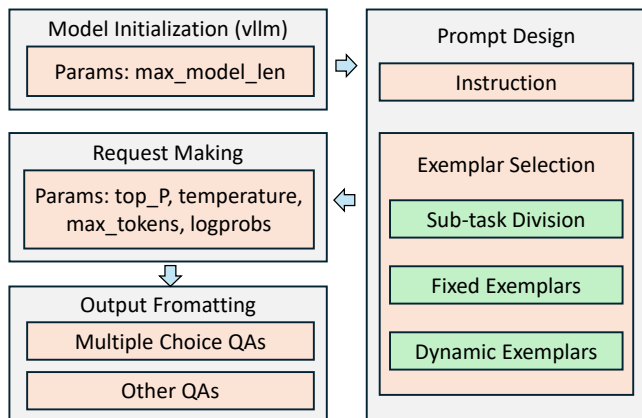 Model Initialization (vllm)
Params: max_model_len
Prompt Design
Instruction
Exemplar Selection
Sub-task Division
Fixed Exemplars
Dynamic Exemplars
Request Making
Params: top_P, temperature,
max_tokens, logprobs
Output Fromatting
Multiple Choice QAs
Other QAs